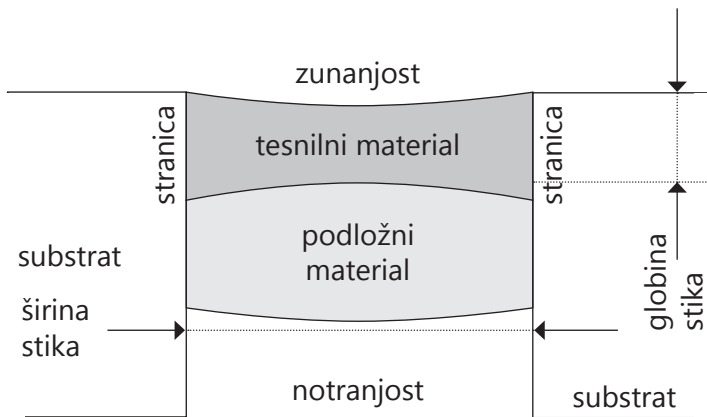 zunanjost
stranica
tesnilni material
stranica
podložni
material
substrat
globina
stika
širina
stika
notranjost
substrat